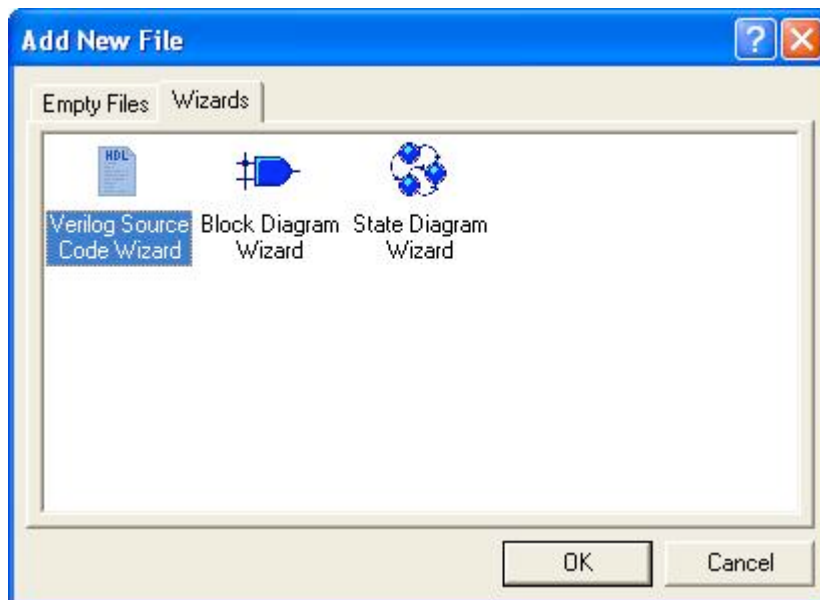 Add New File
Empty Files
Wizards
HDL
Verilog Source
Code Wizard
Block Diagram
Wizard
State Diagram
Wizard
OK
Cancel